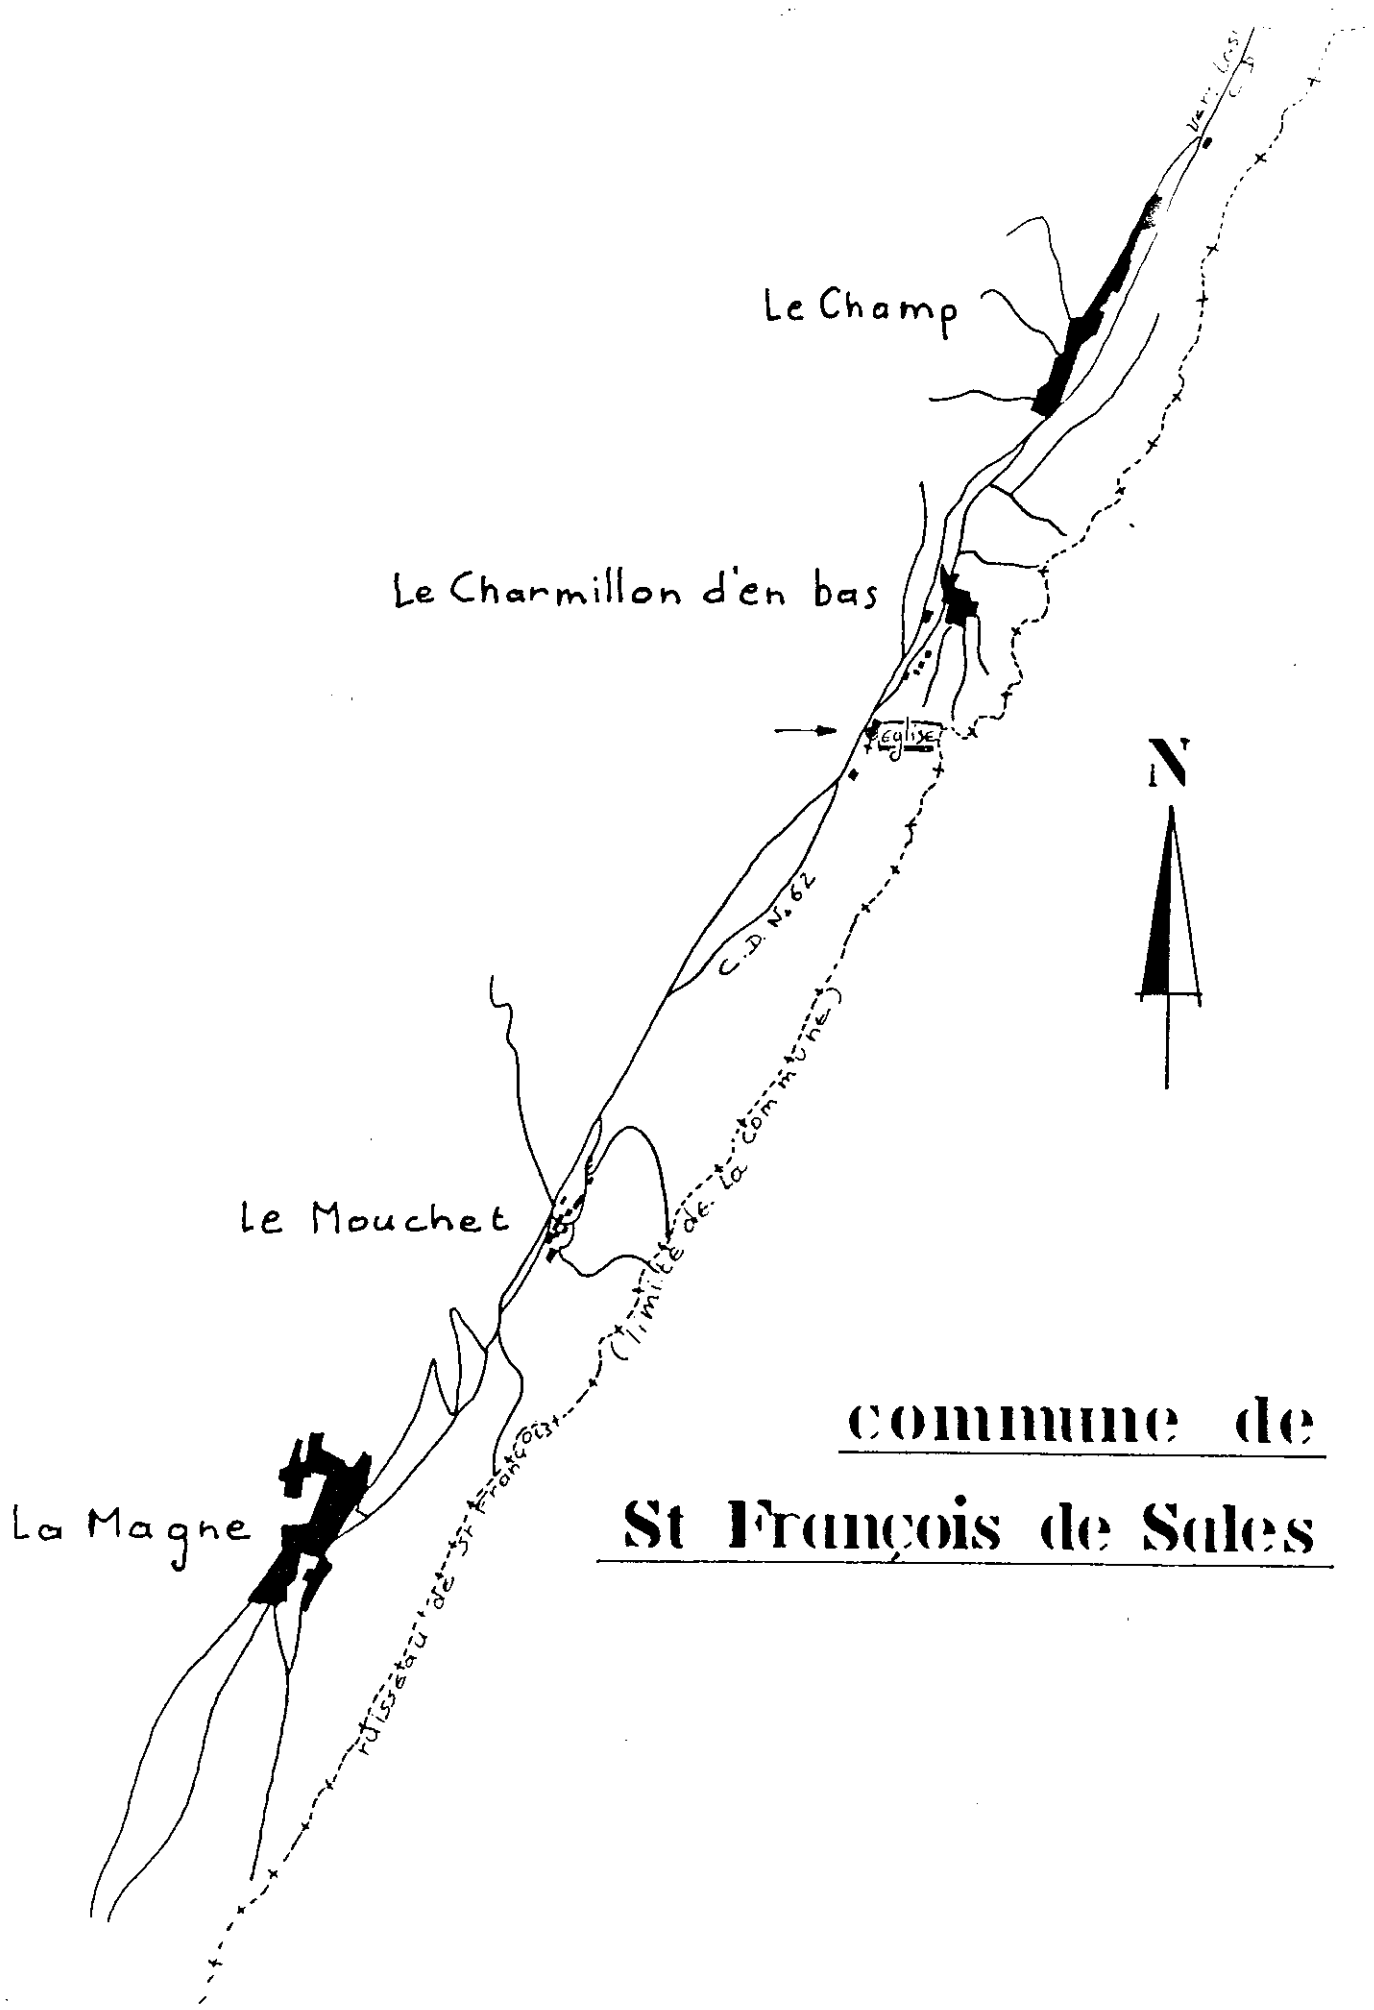 Le Champ
Le Charmillon d'en bas
église
N
C.D. N. 62
Le Mouchet
ruisseau de St François (limite de la commune)
La Magne
commune de
St François de Sales